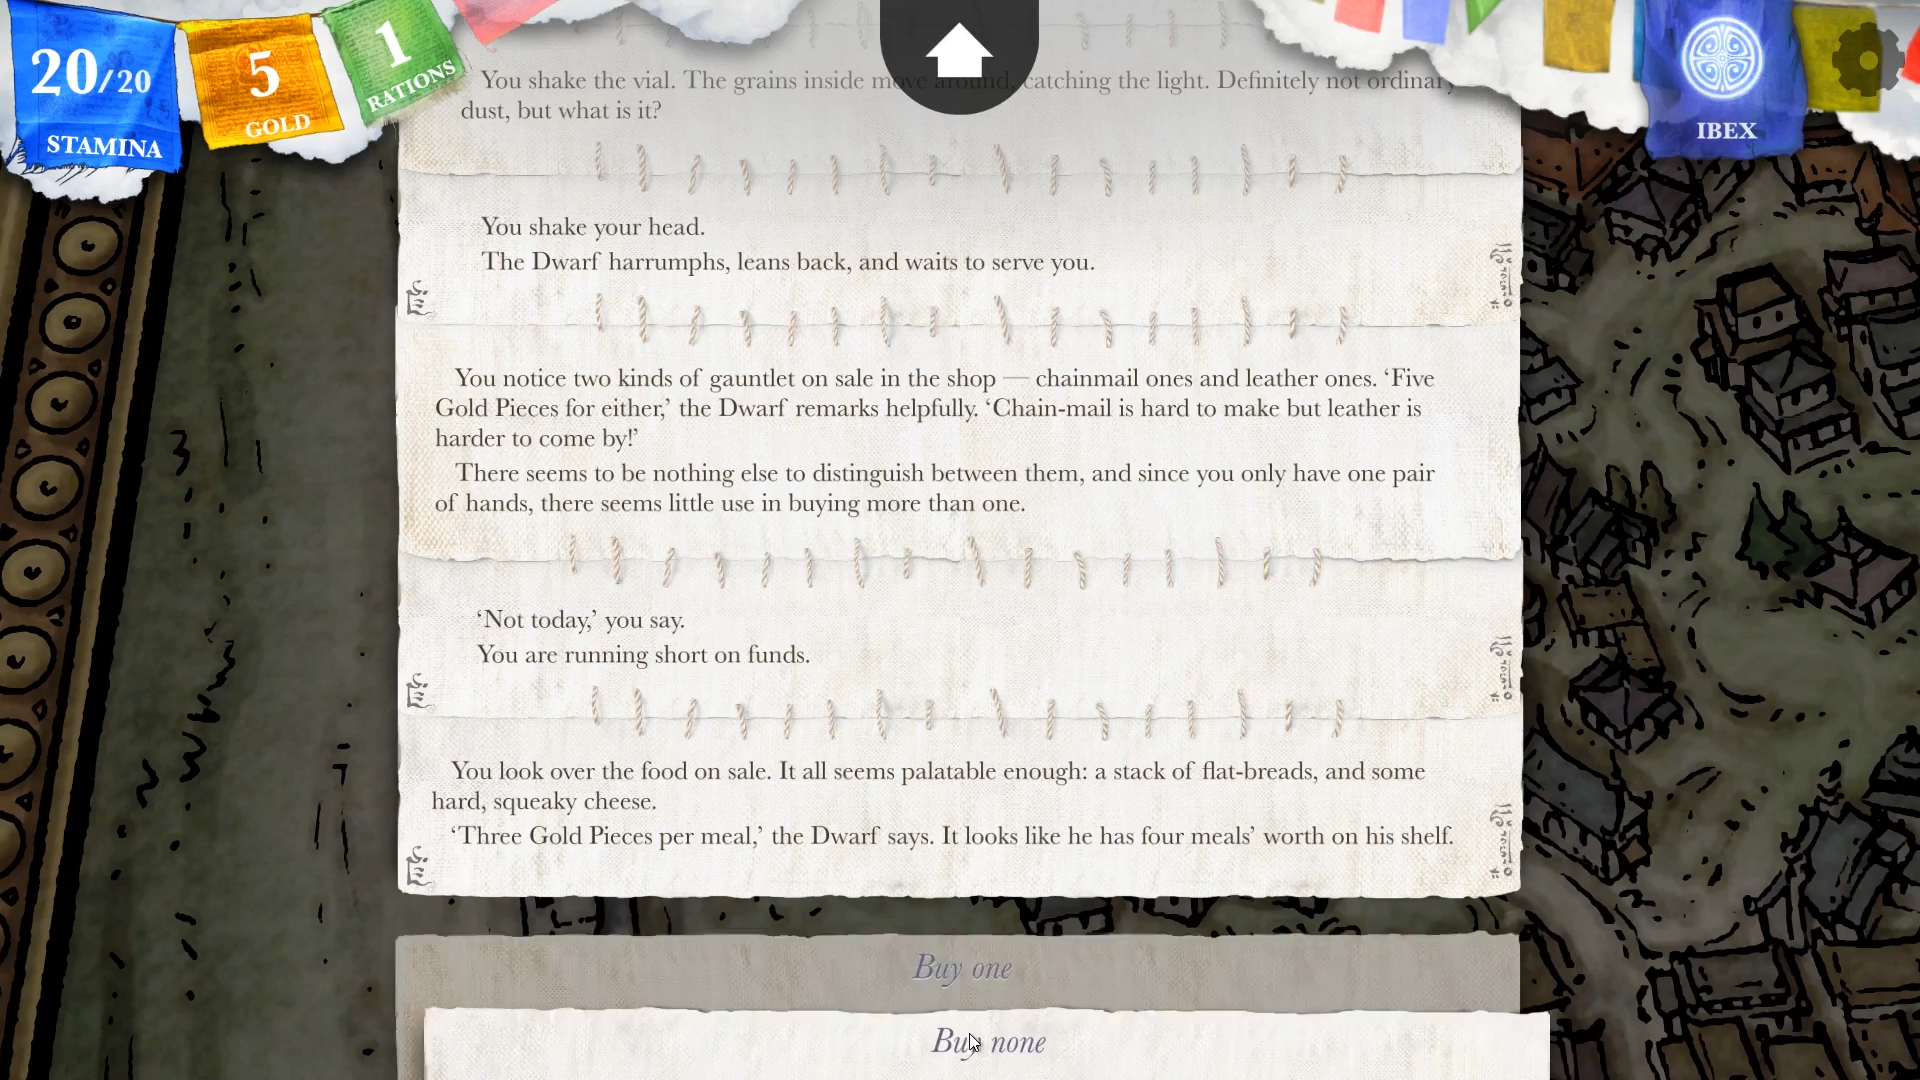 20/20
STAMINA
5
GOLD
1
RATIONS
IBEX
You shake the vial. The grains inside move around, catching the light. Definitely not ordinary
dust, but what is it?
You shake your head.
The Dwarf harrumphs, leans back, and waits to serve you.
You notice two kinds of gauntlet on sale in the shop — chainmail ones and leather ones. ‘Five
Gold Pieces for either,’ the Dwarf remarks helpfully. ‘Chain-mail is hard to make but leather is
harder to come by!’
There seems to be nothing else to distinguish between them, and since you only have one pair
of hands, there seems little use in buying more than one.
‘Not today,’ you say.
You are running short on funds.
You look over the food on sale. It all seems palatable enough: a stack of flat-breads, and some
hard, squeaky cheese.
‘Three Gold Pieces per meal,’ the Dwarf says. It looks like he has four meals’ worth on his shelf.
Buy one
Buy none